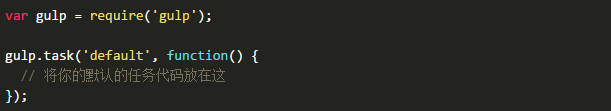 var gulp = require('gulp');
gulp.task('default', function() {
// 将你的默认的任务代码放在这
});